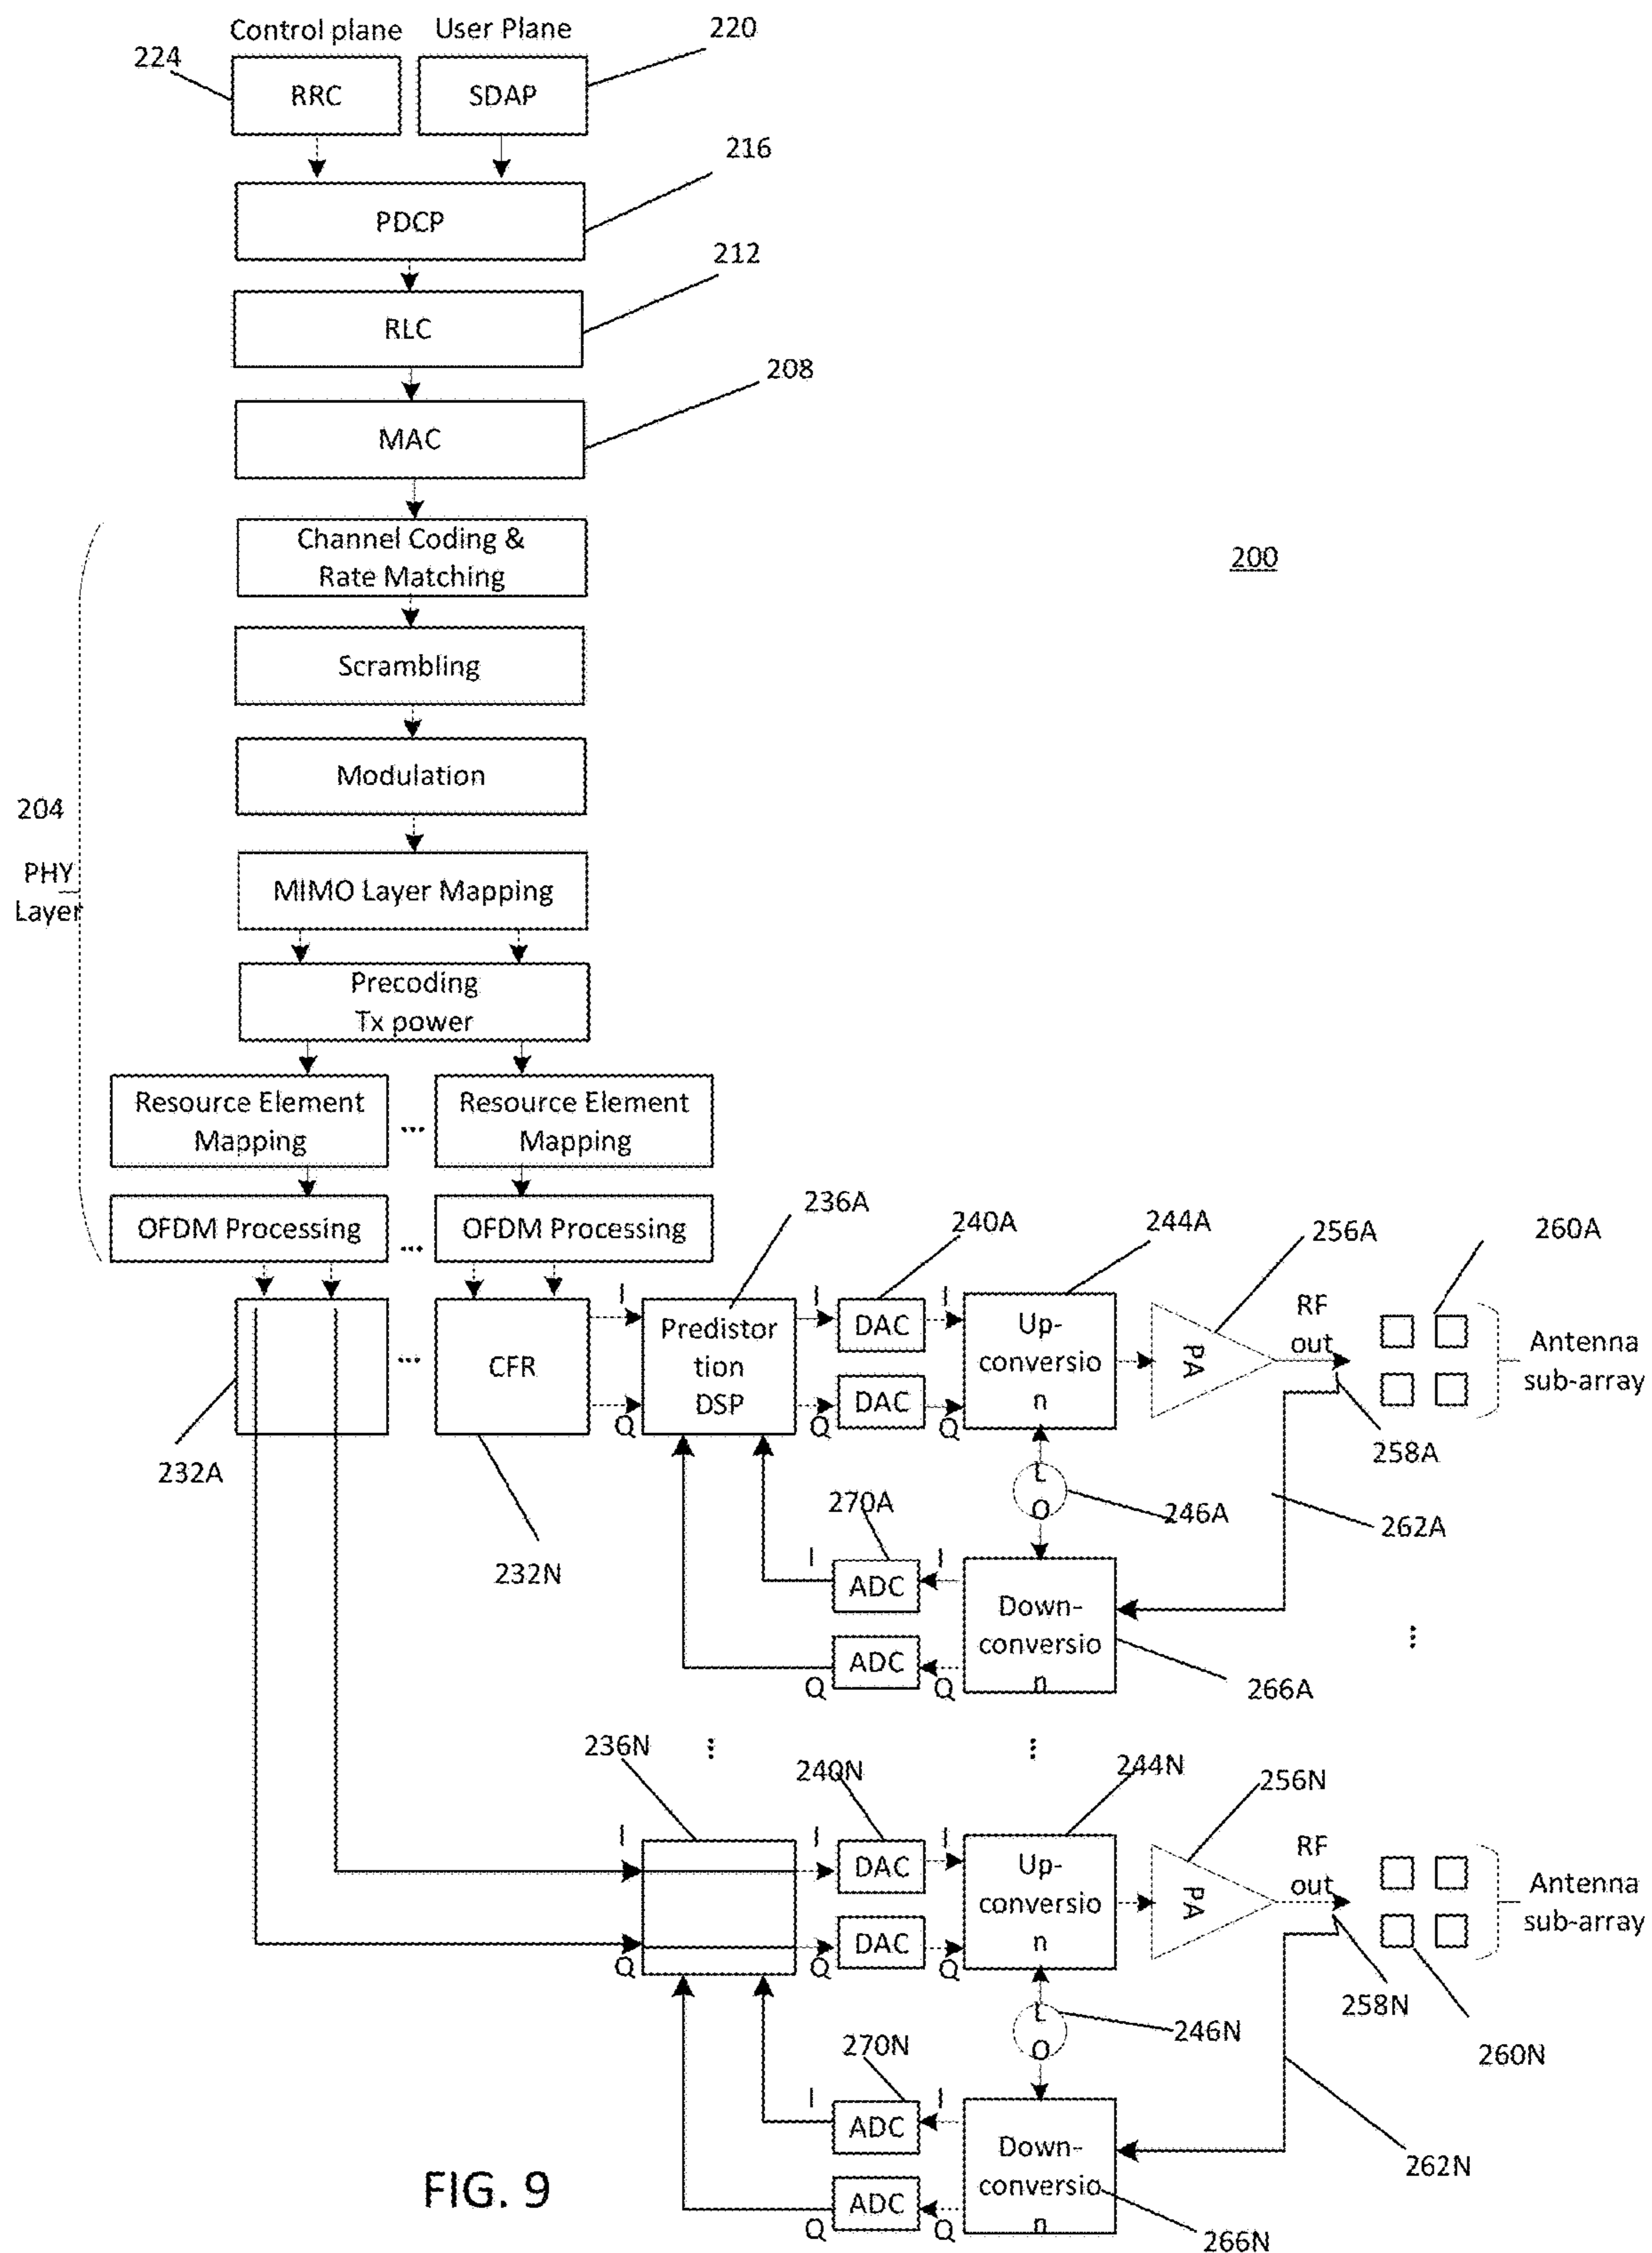 Control plane
User Plane
220
224
RRC
SDAP
216
PDCP
212
RLC
208
MAC
Channel Coding &
Rate Matching
200
Scrambling
Modulation
204
PHY
Layer
MIMO Layer Mapping
Precoding
Tx power
Resource Element
Mapping
...
Resource Element
Mapping
OFDM Processing
...
OFDM Processing
236A
240A
244A
256A
260A
232A
...
CFR
232N
I
Q
Predistor
tion
DSP
I
Q
DAC
DAC
I
Q
Up-
conversio
n
PA
RF
out
Antenna
sub-array
258A
L
O
246A
262A
270A
I
ADC
I
Q
ADC
Q
Down-
conversio
n
266A
...
...
...
236N
240N
244N
256N
I
Q
I
Q
DAC
DAC
I
Q
Up-
conversio
n
PA
RF
out
Antenna
sub-array
258N
260N
L
O
246N
270N
I
ADC
I
Q
ADC
Q
Down-
conversio
n
262N
266N
FIG. 9